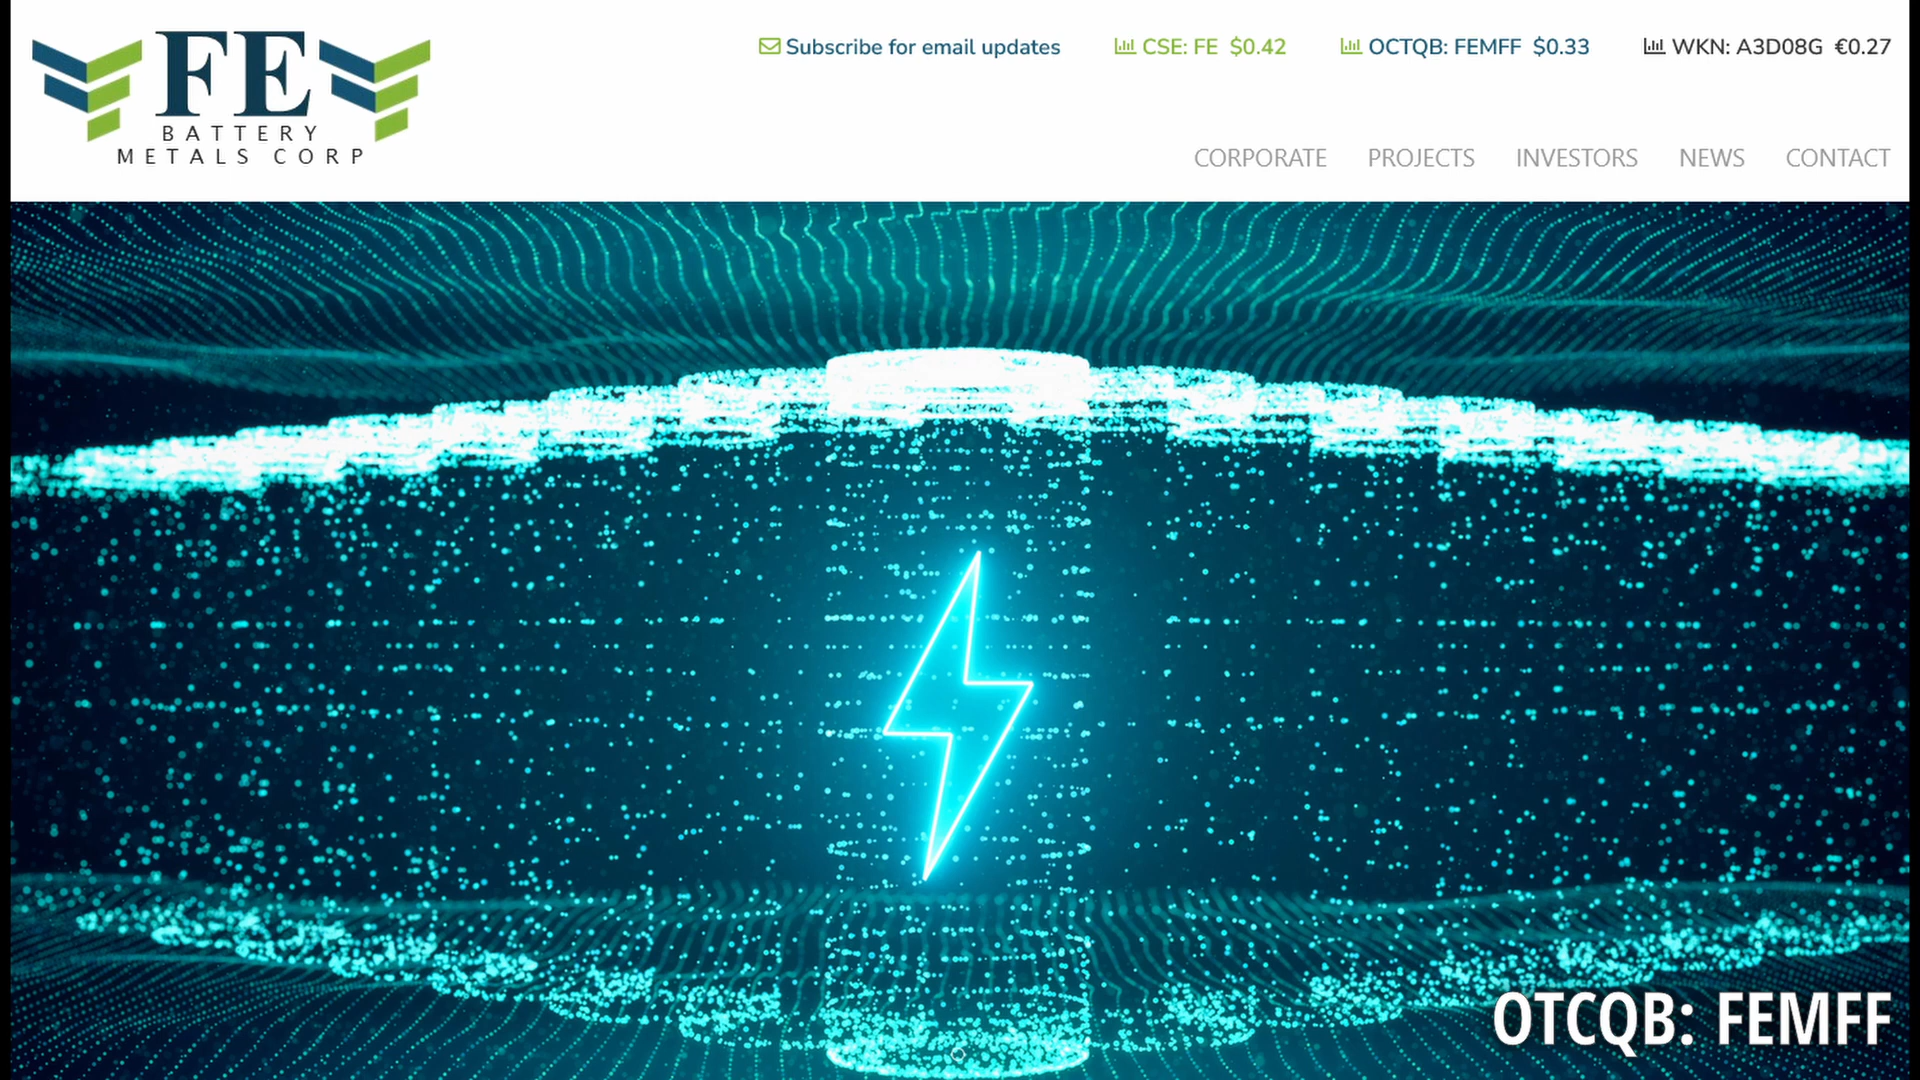 FE
BATTERY
METALS CORP
Subscribe for email updates
CSE: FE $0.42
OCTQB: FEMFF $0.33
WKN: A3D08G €0.27
CORPORATE
PROJECTS
INVESTORS
NEWS
CONTACT
OTCQB: FEMFF